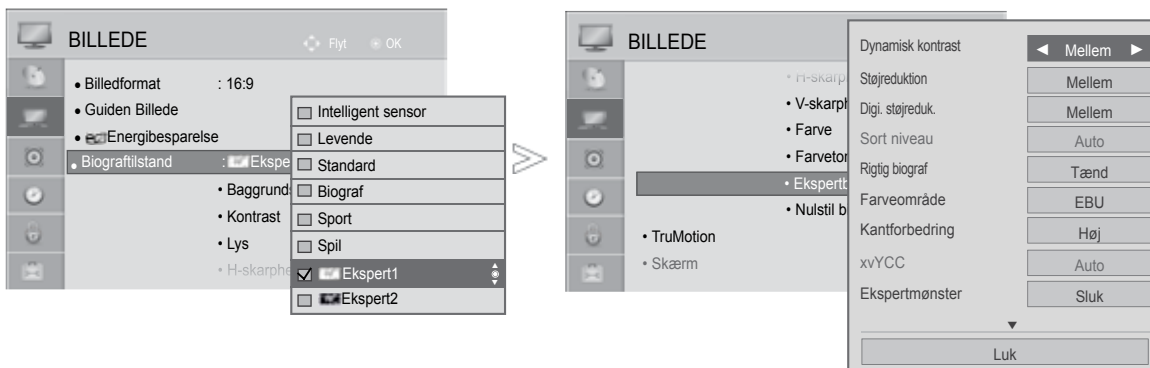 BILLEDE
Flyt OK
• Billedformat : 16:9
• Guiden Billede
• Energibesparelse
• Biograftilstand : Ekspe
• Baggrunds
• Kontrast
• Lys
• H-skarphe
Intelligent sensor
Levende
Standard
Biograf
Sport
Spil
Ekspert1
Ekspert2
BILLEDE
• H-skarp
• V-skarph
• Farve
• Farveton
• Ekspertb
• Nulstil b
• TruMotion
• Skærm
Dynamisk kontrast ◄ Mellem ►
Støjreduktion Mellem
Digi. støjreduk. Mellem
Sort niveau Auto
Rigtig biograf Tænd
Farveområde EBU
Kantforbedring Høj
xvYCC Auto
Ekspertmønster Sluk
▼
Luk